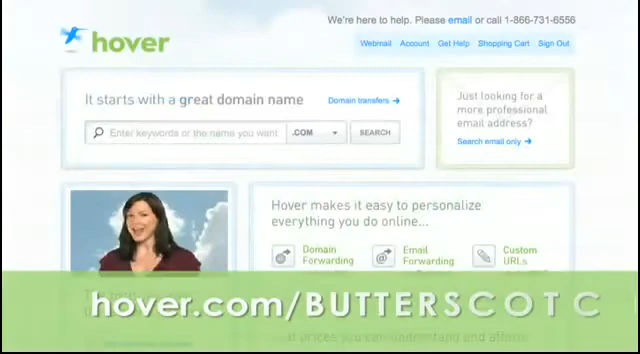 We're here to help. Please email or call 1-866-731-6556
hover
Webmail Account Get Help Shopping Cart Sign Out
It starts with a great domain name
Domain transfers
Enter keywords or the name you want
.COM
SEARCH
Just looking for a
more professional
email address?
Search email only
Hover makes it easy to personalize
everything you do online...
Domain
Forwarding
Email
Forwarding
Custom
URLs
hover.com/BUTTERSCOTC
prices you can understand and